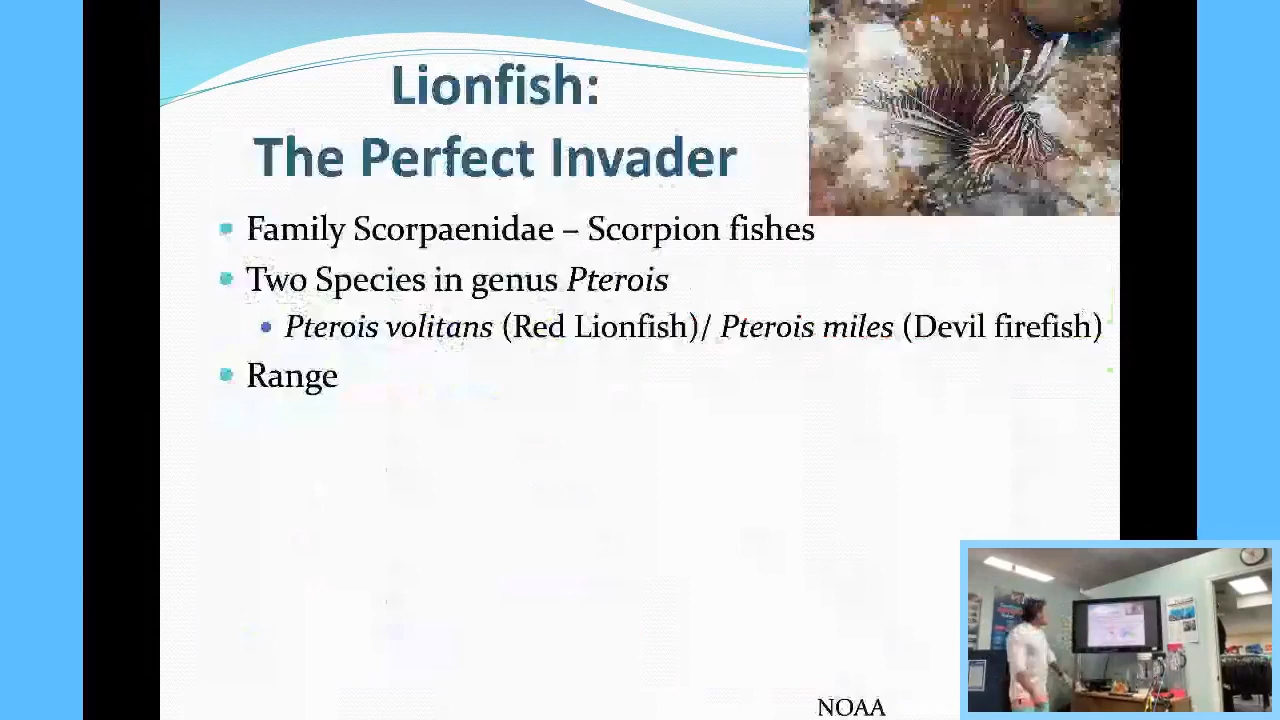 Lionfish:
The Perfect Invader
Family Scorpaenidae – Scorpion fishes
Two Species in genus Pterois
Pterois volitans (Red Lionfish)/ Pterois miles (Devil firefish)
Range
NOAA